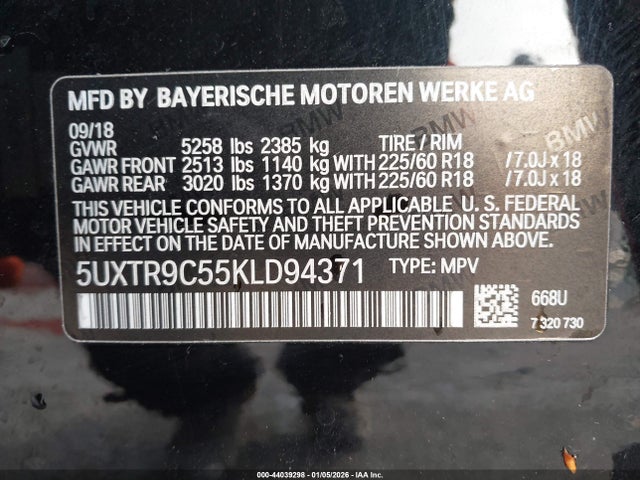 MFD BY BAYERISCHE MOTOREN WERKE AG
09/18
GVWR 5258 lbs 2385 kg TIRE / RIM
GAWR FRONT 2513 lbs 1140 kg WITH 225/60 R18 / 7.0J x 18
GAWR REAR 3020 lbs 1370 kg WITH 225/60 R18 / 7.0J x 18
THIS VEHICLE CONFORMS TO ALL APPLICABLE U. S. FEDERAL
MOTOR VEHICLE SAFETY AND THEFT PREVENTION STANDARDS
IN EFFECT ON THE DATE OF MANUFACTURE SHOWN ABOVE.
5UXTR9C55KLD94371 TYPE: MPV
668U
7 320 730
BMW
000-44039298 - 01/05/2026 - IAA Inc.